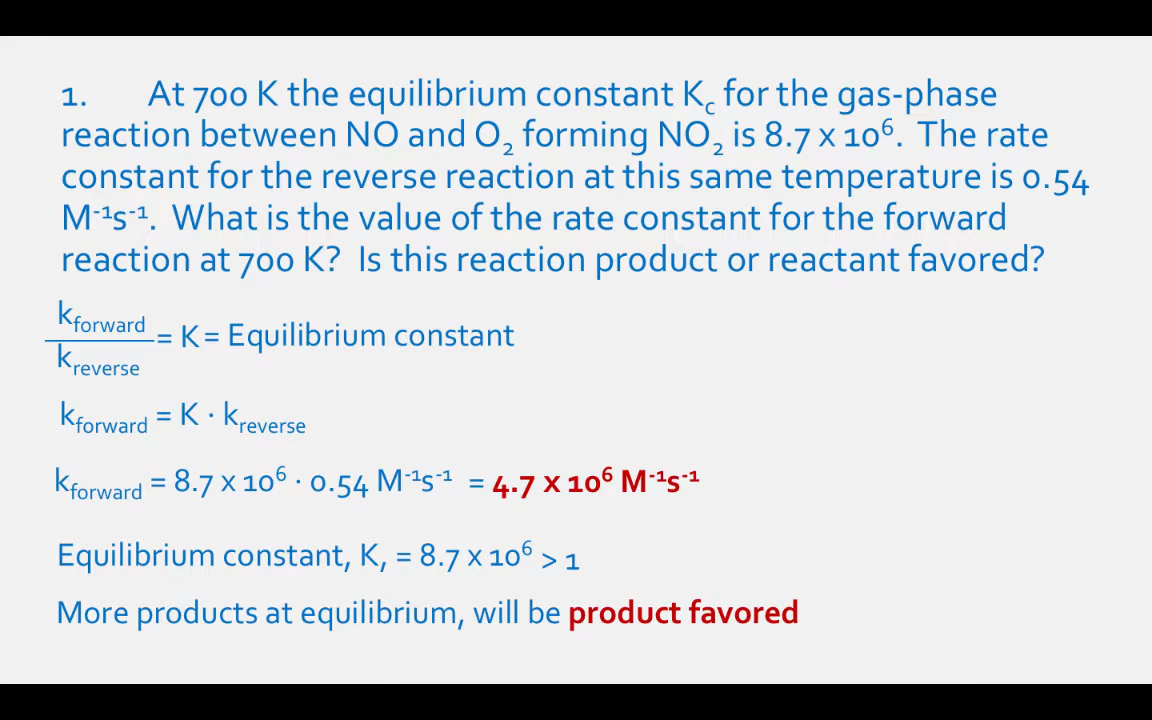 1. At 700 K the equilibrium constant Kc for the gas-phase
reaction between NO and O₂ forming NO₂ is 8.7 x 10⁶. The rate
constant for the reverse reaction at this same temperature is 0.54
M⁻¹s⁻¹. What is the value of the rate constant for the forward
reaction at 700 K? Is this reaction product or reactant favored?
kforward
kreverse
= K = Equilibrium constant
kforward = K · kreverse
kforward = 8.7 x 10⁶ · 0.54 M⁻¹s⁻¹ = 4.7 x 10⁶ M⁻¹s⁻¹
Equilibrium constant, K, = 8.7 x 10⁶ > 1
More products at equilibrium, will be product favored